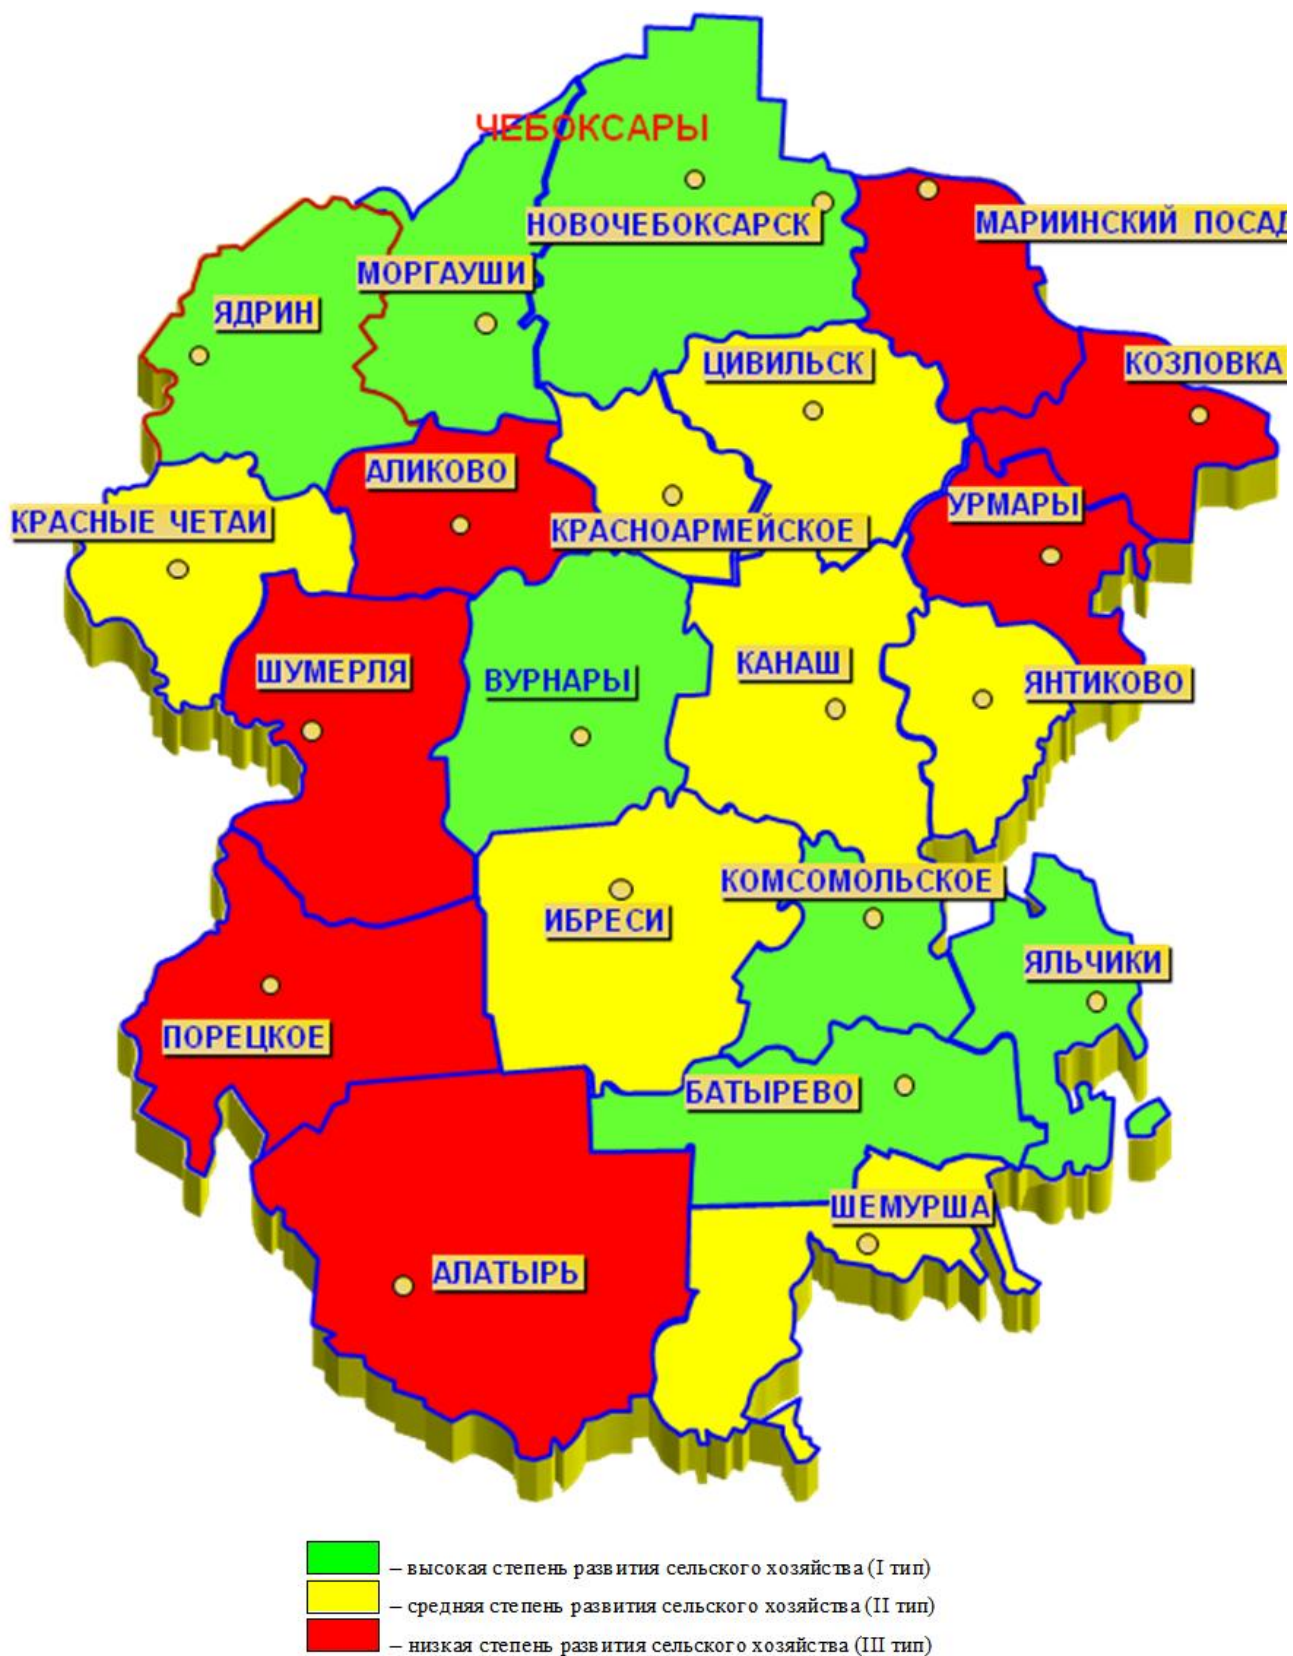 ЧЕБОКСАРЫ
НОВОЧЕБОКСАРСК
МАРИИНСКИЙ ПОСАД
МОРГАУШИ
ЯДРИН
ЦИВИЛЬСК
КОЗЛОВКА
АЛИКОВО
УРМАРЫ
КРАСНЫЕ ЧЕТАИ
КРАСНОАРМЕЙСКОЕ
ШУМЕРЛЯ
ВУРНАРЫ
КАНАШ
ЯНТИКОВО
КОМСОМОЛЬСКОЕ
ИБРЕСИ
ЯЛЬЧИКИ
ПОРЕЦКОЕ
БАТЫРЕВО
ШЕМУРША
АЛАТЫРЬ
– высокая степень развития сельского хозяйства (I тип)
– средняя степень развития сельского хозяйства (II тип)
– низкая степень развития сельского хозяйства (III тип)